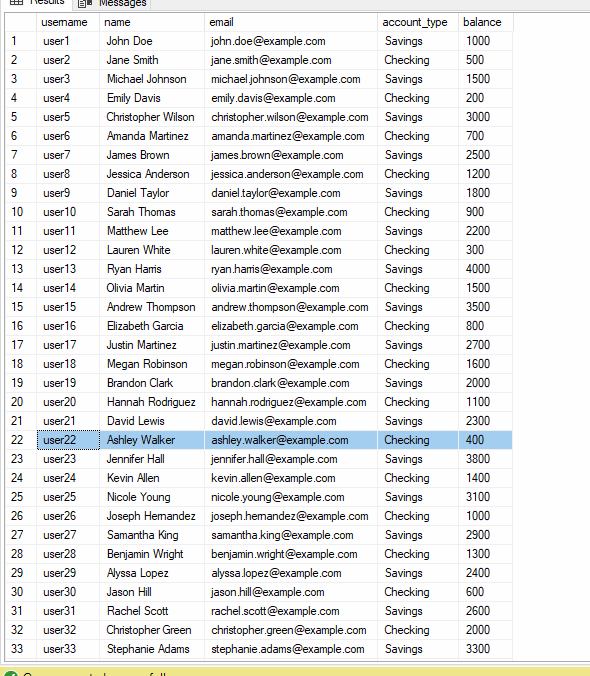 Results Messages
username name email account_type balance
1 user1 John Doe john.doe@example.com Savings 1000
2 user2 Jane Smith jane.smith@example.com Checking 500
3 user3 Michael Johnson michael.johnson@example.com Savings 1500
4 user4 Emily Davis emily.davis@example.com Checking 200
5 user5 Christopher Wilson christopher.wilson@example.com Savings 3000
6 user6 Amanda Martinez amanda.martinez@example.com Checking 700
7 user7 James Brown james.brown@example.com Savings 2500
8 user8 Jessica Anderson jessica.anderson@example.com Checking 1200
9 user9 Daniel Taylor daniel.taylor@example.com Savings 1800
10 user10 Sarah Thomas sarah.thomas@example.com Checking 900
11 user11 Matthew Lee matthew.lee@example.com Savings 2200
12 user12 Lauren White lauren.white@example.com Checking 300
13 user13 Ryan Harris ryan.harris@example.com Savings 4000
14 user14 Olivia Martin olivia.martin@example.com Checking 1500
15 user15 Andrew Thompson andrew.thompson@example.com Savings 3500
16 user16 Elizabeth Garcia elizabeth.garcia@example.com Checking 800
17 user17 Justin Martinez justin.martinez@example.com Savings 2700
18 user18 Megan Robinson megan.robinson@example.com Checking 1600
19 user19 Brandon Clark brandon.clark@example.com Savings 2000
20 user20 Hannah Rodriguez hannah.rodriguez@example.com Checking 1100
21 user21 David Lewis david.lewis@example.com Savings 2300
22 user22 Ashley Walker ashley.walker@example.com Checking 400
23 user23 Jennifer Hall jennifer.hall@example.com Savings 3800
24 user24 Kevin Allen kevin.allen@example.com Checking 1400
25 user25 Nicole Young nicole.young@example.com Savings 3100
26 user26 Joseph Hernandez joseph.hernandez@example.com Checking 1000
27 user27 Samantha King samantha.king@example.com Savings 2900
28 user28 Benjamin Wright benjamin.wright@example.com Checking 1300
29 user29 Alyssa Lopez alyssa.lopez@example.com Savings 2400
30 user30 Jason Hill jason.hill@example.com Checking 600
31 user31 Rachel Scott rachel.scott@example.com Savings 2600
32 user32 Christopher Green christopher.green@example.com Checking 2000
33 user33 Stephanie Adams stephanie.adams@example.com Savings 3300